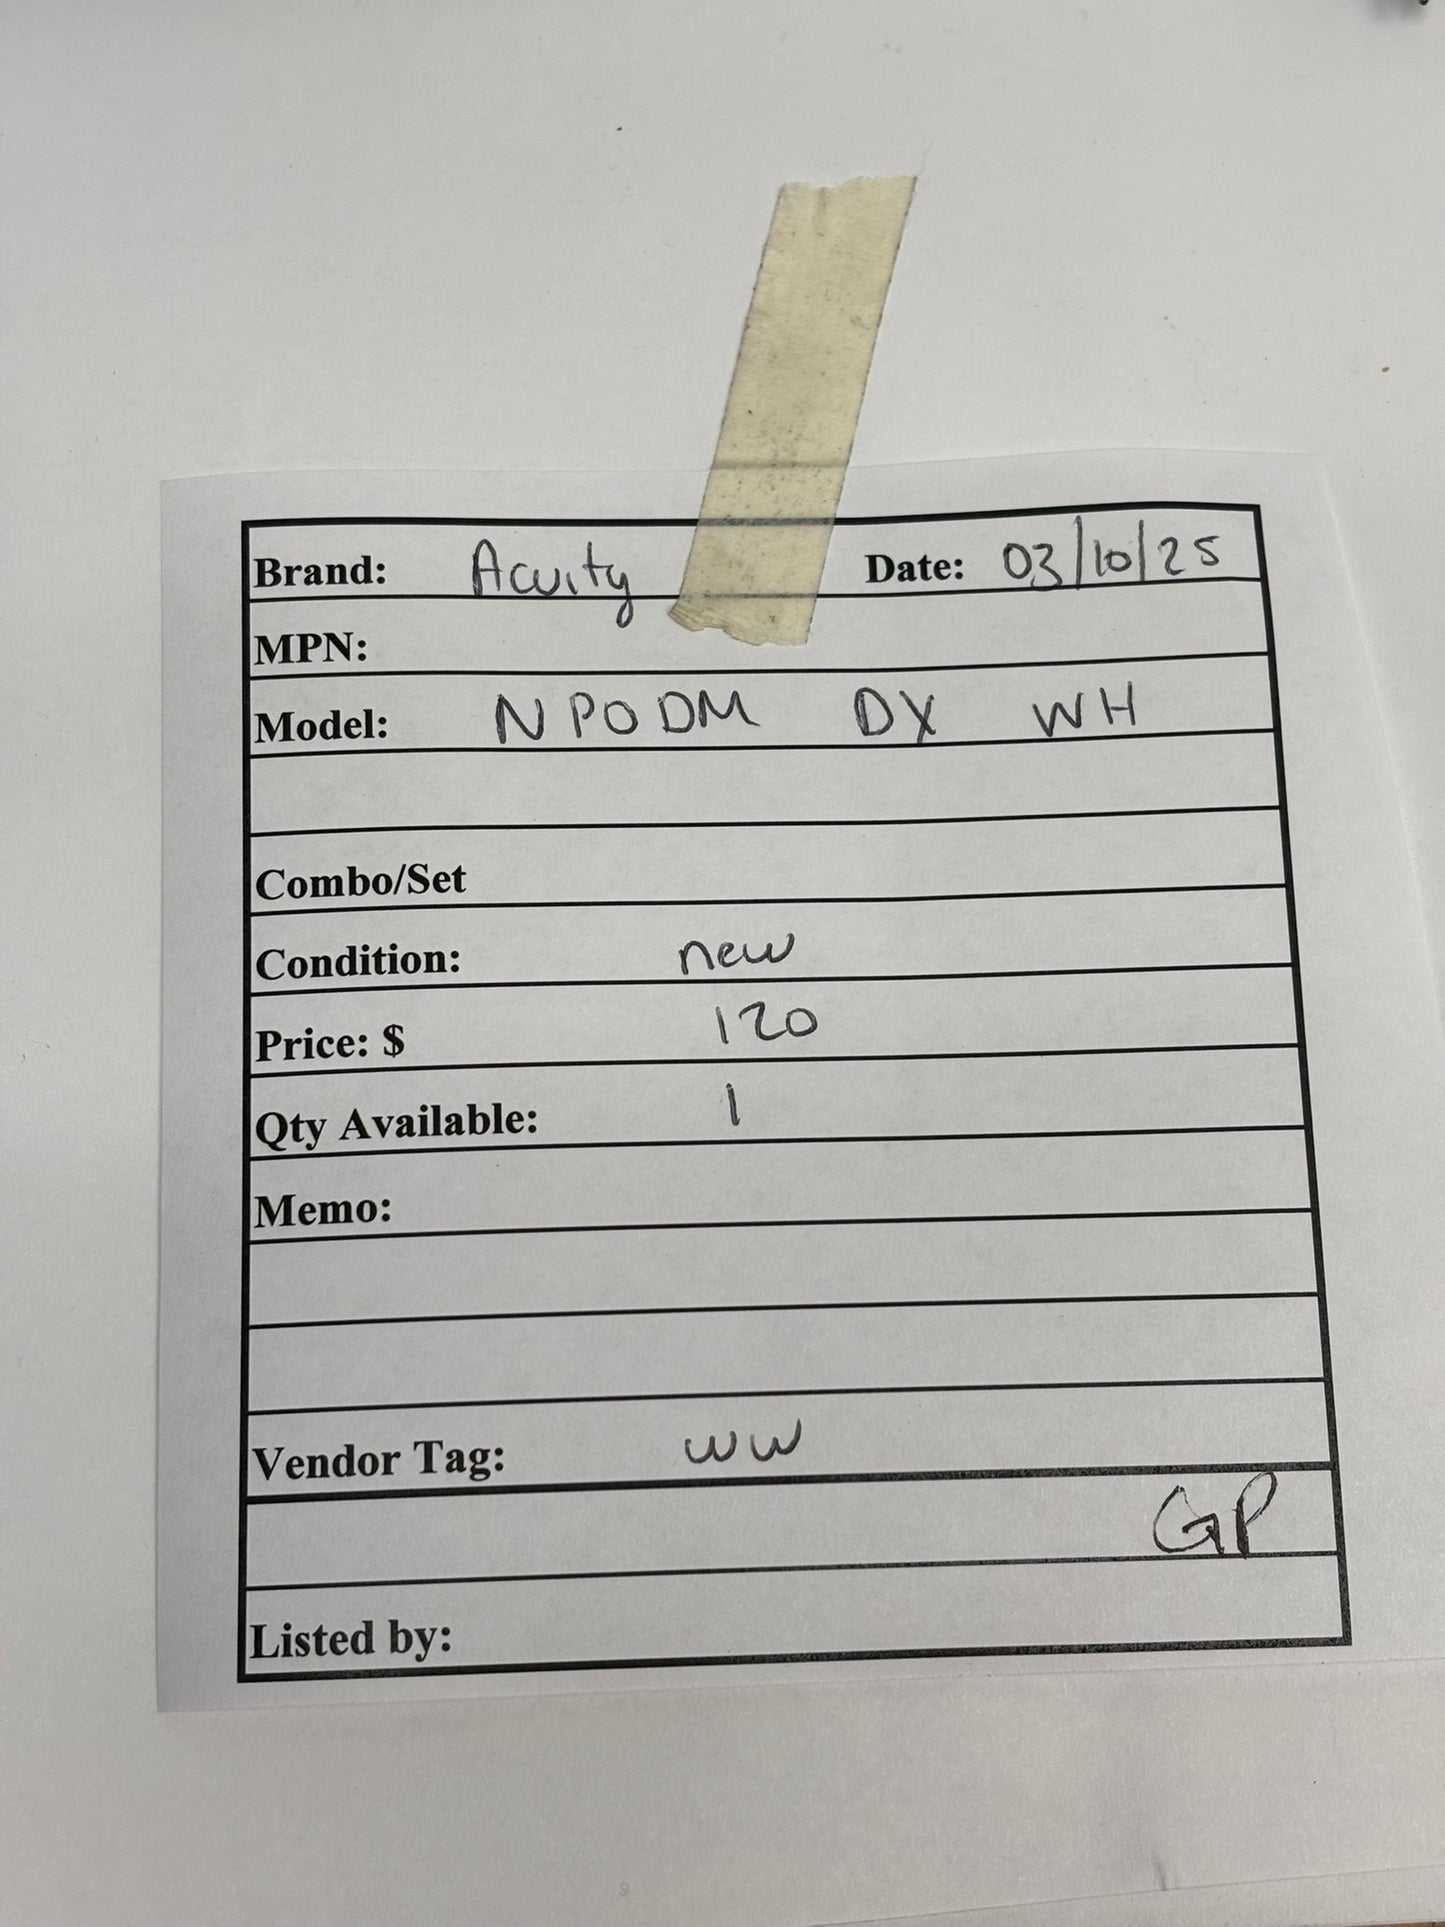 Brand: Acuity Date: 03/10/25
MPN:
Model: NPODM DX WH
Combo/Set
Condition: new
Price: $ 120
Qty Available: 1
Memo:
Vendor Tag: WW
GP
Listed by: